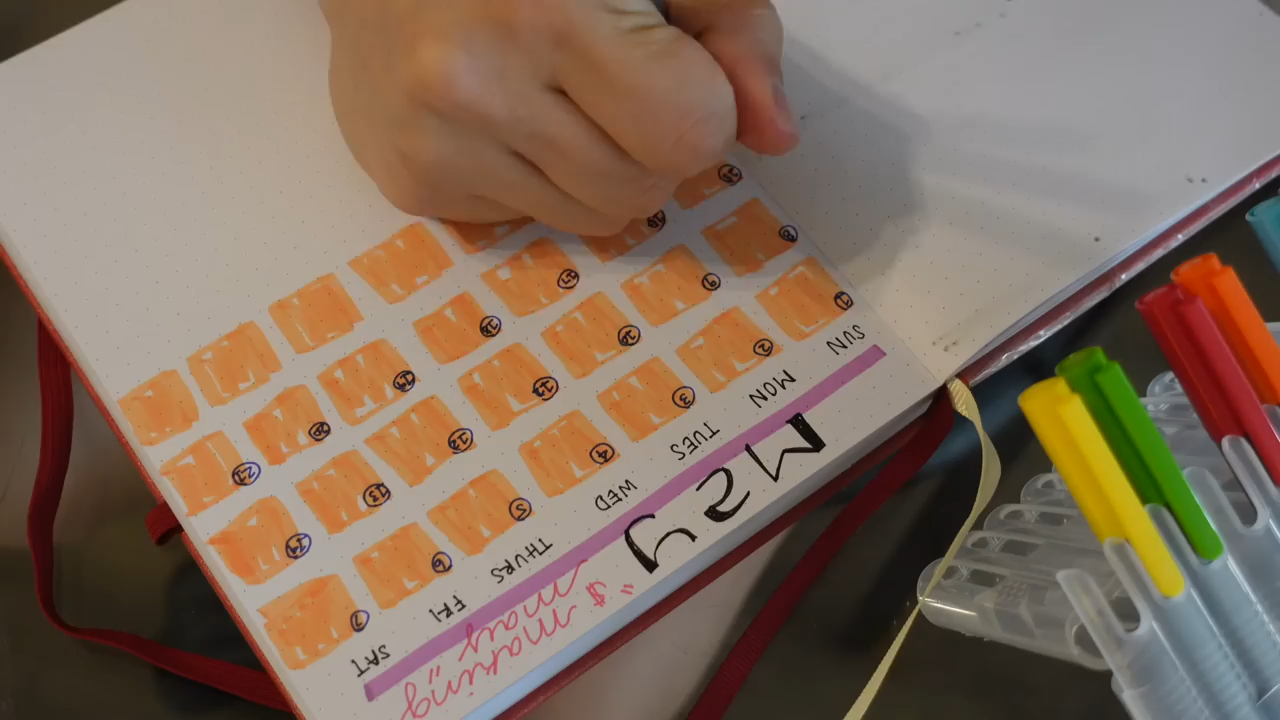 May
"$ making
may"
SUN MON TUES WED THURS FRI SAT
1 2 3 4 5 6 7
8 9 10 11 12 13 14
15 16 17 18 19 20 21